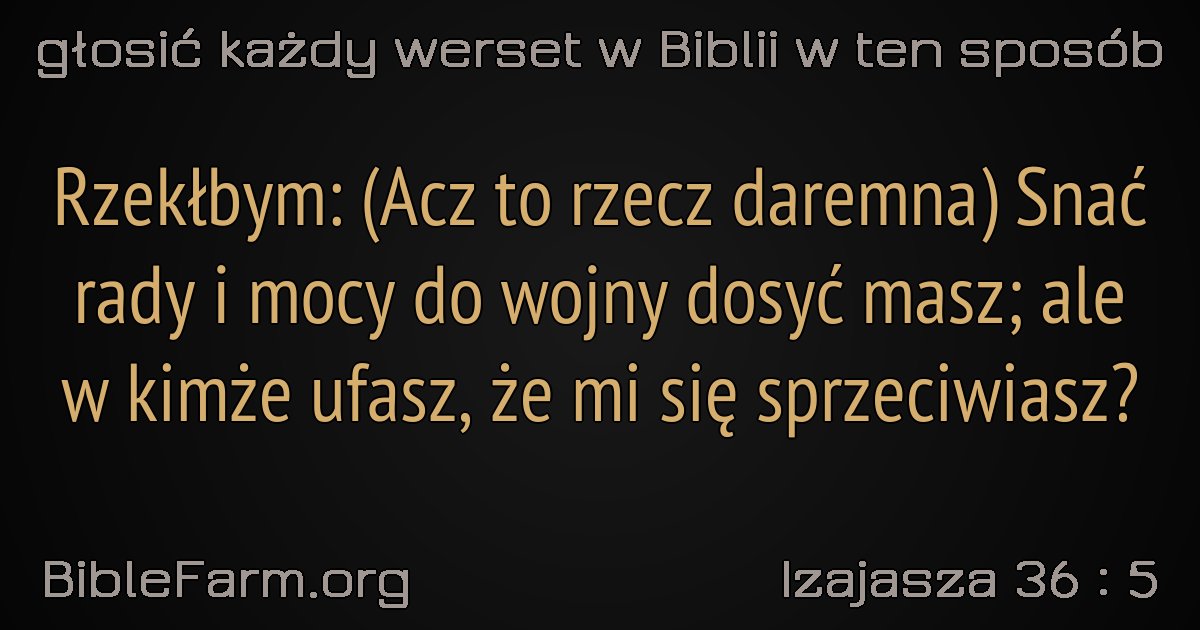 głosić każdy werset w Biblii w ten sposób
Rzekłbym: (Acz to rzecz daremna) Snać
rady i mocy do wojny dosyć masz; ale
w kimże ufasz, że mi się sprzeciwiasz?
BibleFarm.org
Izajasza 36 : 5